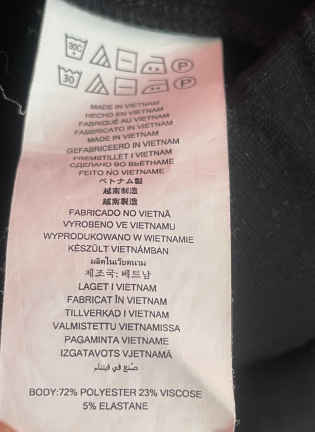 30C P
30 P
MADE IN VIETNAM
HECHO EN VIETNAM
FABRIQUÉ AU VIETNAM
FABBRICATO IN VIETNAM
MADE IN VIETNAM
GEFABRICEERD IN VIETNAM
FREMSTILLET I VIETNAM
СДЕЛАНО ВО ВЬЕТНАМЕ
FEITO NO VIETNAME
ベトナム製
越南制造
越南製造
FABRICADO NO VIETNÃ
VYROBENO VE VIETNAMU
WYPRODUKOWANO W WIETNAMIE
KÉSZÜLT VIETNÁMBAN
ผลิตในเวียดนาม
제조국: 베트남
LAGET I VIETNAM
FABRICAT ÎN VIETNAM
TILLVERKAD I VIETNAM
VALMISTETTU VIETNAMISSA
PAGAMINTA VIETNAME
IZGATAVOTS VJETNAMĀ
صنع في فيتنام
BODY:72% POLYESTER 23% VISCOSE
5% ELASTANE